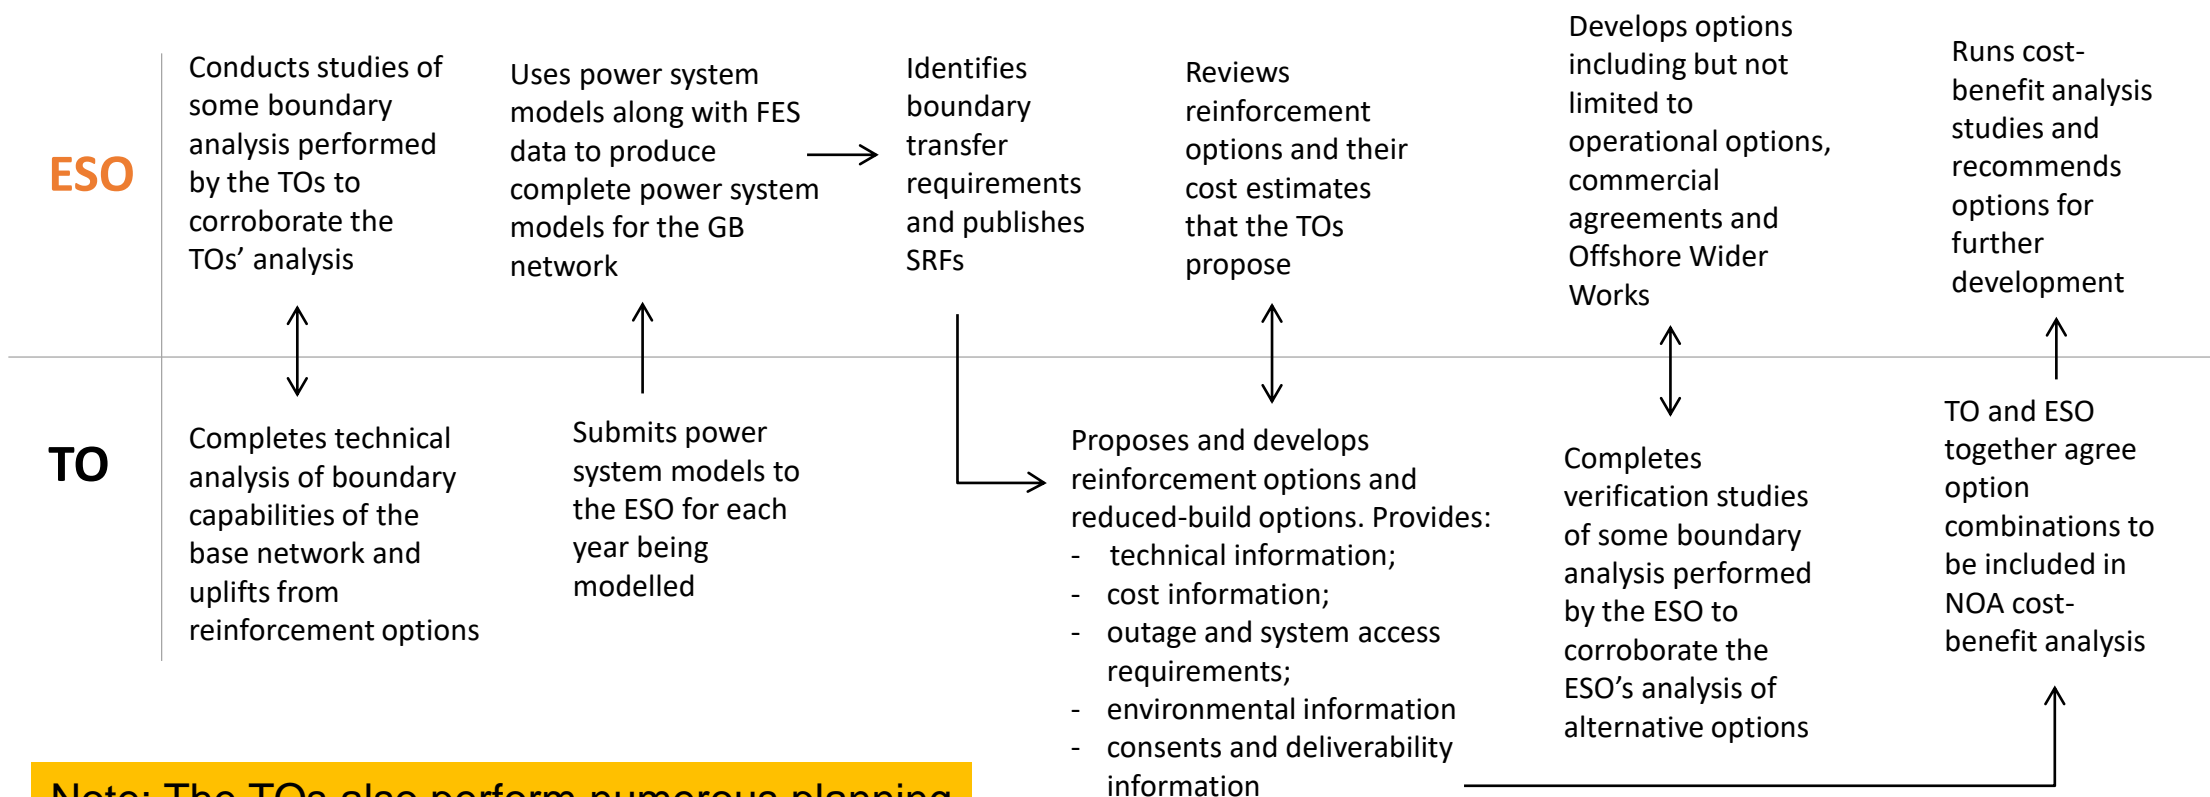 ESO
Conducts studies of
some boundary
analysis performed
by the TOs to
corroborate the
TOs’ analysis
Uses power system
models along with FES
data to produce
complete power system
models for the GB
network
Identifies
boundary
transfer
requirements
and publishes
SRFs
Reviews
reinforcement
options and their
cost estimates
that the TOs
propose
Develops options
including but not
limited to
operational options,
commercial
agreements and
Offshore Wider
Works
Runs cost-
benefit analysis
studies and
recommends
options for
further
development
TO
Completes technical
analysis of boundary
capabilities of the
base network and
uplifts from
reinforcement options
Submits power
system models to
the ESO for each
year being
modelled
Proposes and develops
reinforcement options and
reduced-build options. Provides:
- technical information;
- cost information;
- outage and system access
requirements;
- environmental information
- consents and deliverability
information
Completes
verification studies
of some boundary
analysis performed
by the ESO to
corroborate the
ESO’s analysis of
alternative options
TO and ESO
together agree
option
combinations to
be included in
NOA cost-
benefit analysis
Note: The TOs also perform numerous planning